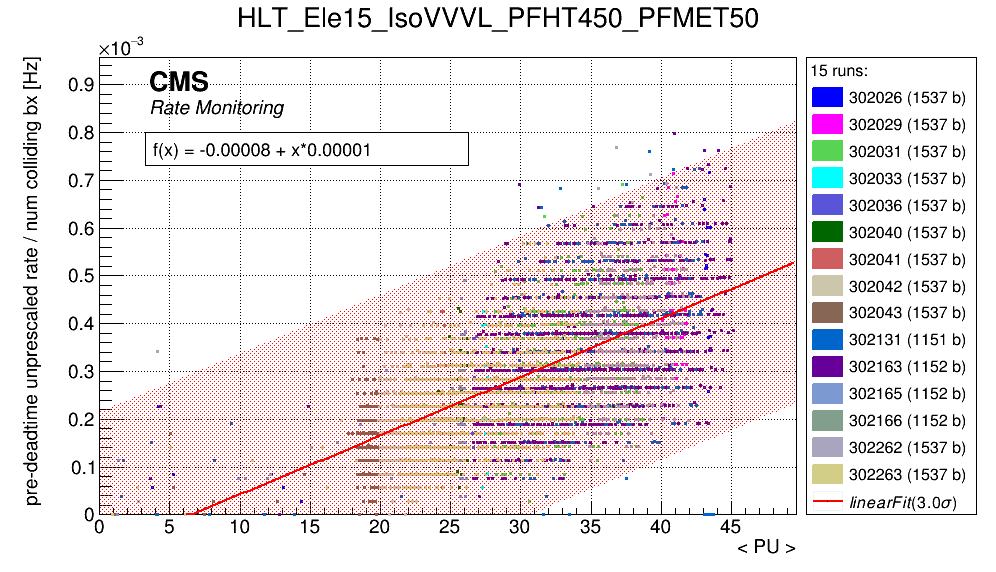 HLT_Ele15_IsoVVVL_PFHT450_PFMET50
×10⁻³
CMS
Rate Monitoring
f(x) = -0.00008 + x*0.00001
pre-deadtime unprescaled rate / num colliding bx [Hz]
0.9
0.8
0.7
0.6
0.5
0.4
0.3
0.2
0.1
0
0 5 10 15 20 25 30 35 40 45
< PU >
15 runs:
302026 (1537 b)
302029 (1537 b)
302031 (1537 b)
302033 (1537 b)
302036 (1537 b)
302040 (1537 b)
302041 (1537 b)
302042 (1537 b)
302043 (1537 b)
302131 (1151 b)
302163 (1152 b)
302165 (1152 b)
302166 (1152 b)
302262 (1537 b)
302263 (1537 b)
linearFit(3.0σ)